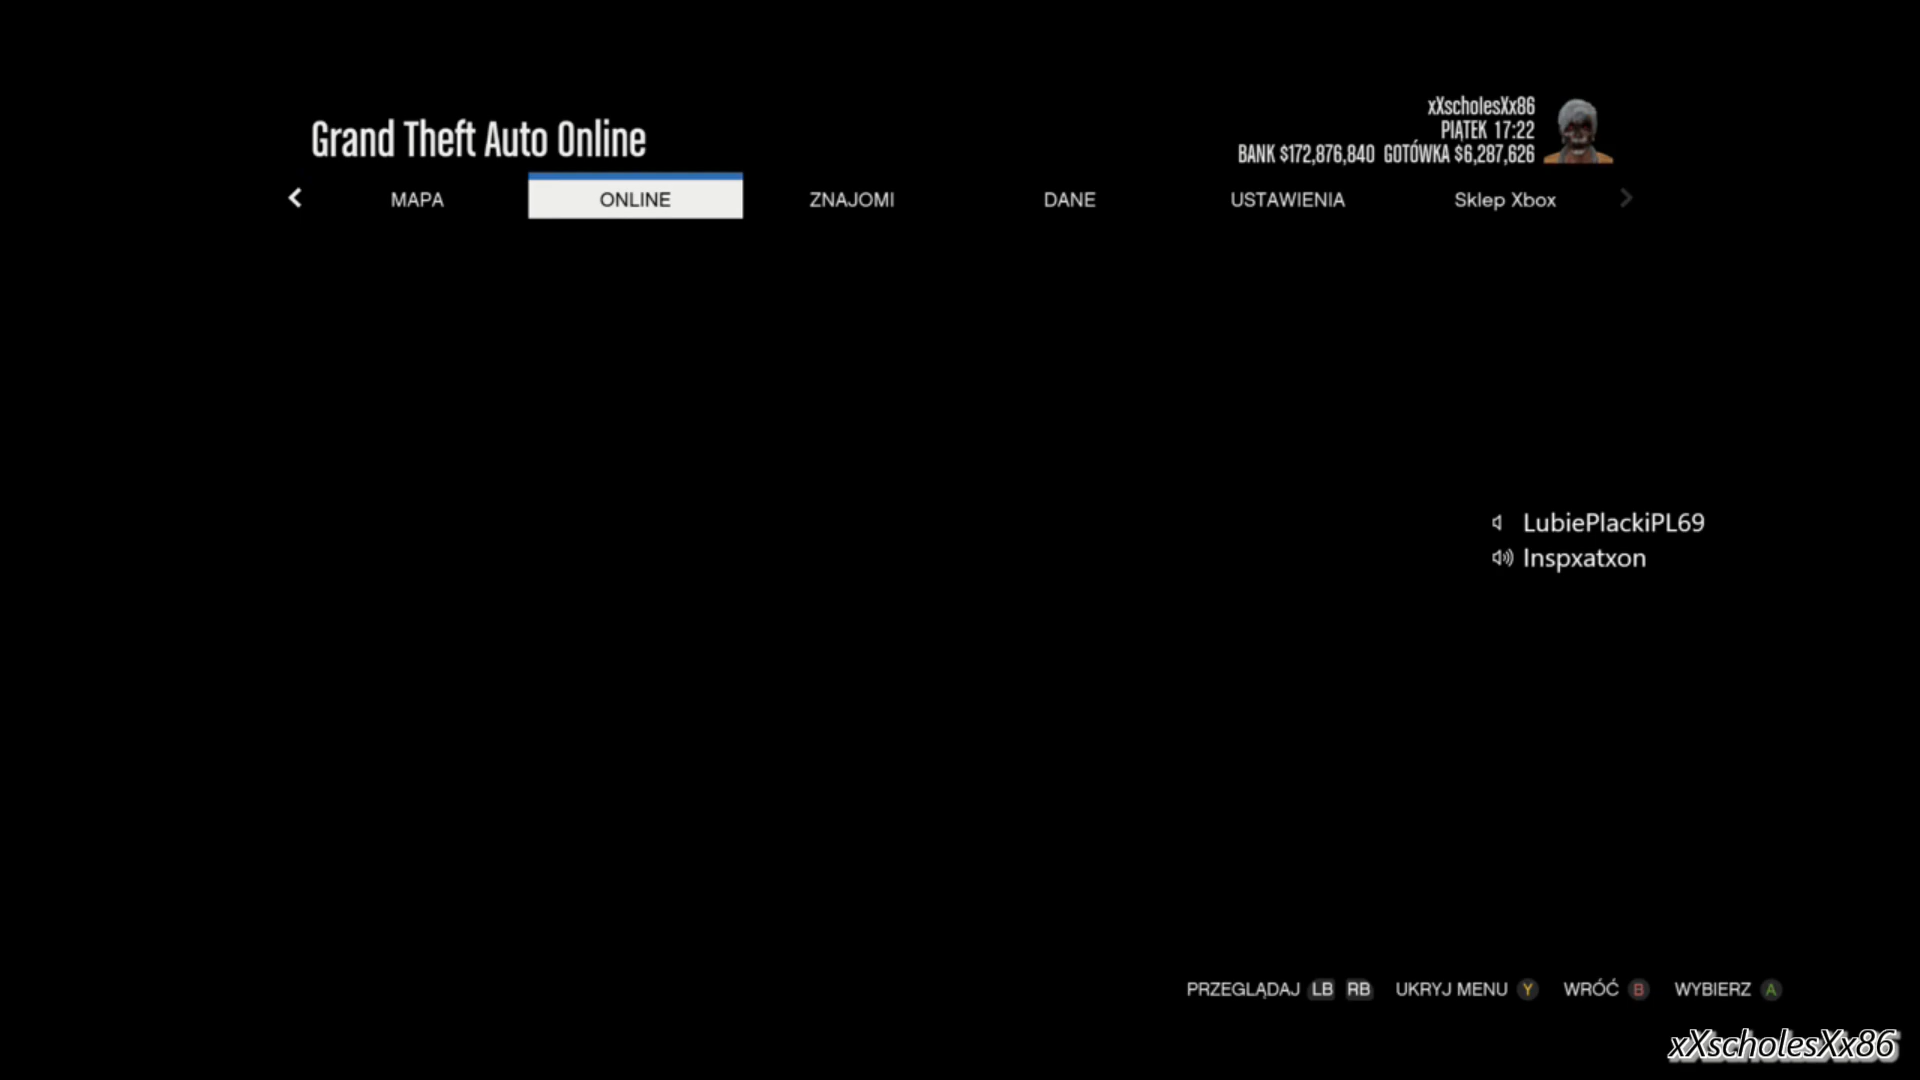 xXscholesXx86
Grand Theft Auto Online
PIĄTEK 17:22
BANK $172,876,840 GOTÓWKA $6,287,626
MAPA ONLINE ZNAJOMI DANE USTAWIENIA Sklep Xbox
LubiePlackiPL69
Inspxatxon
PRZEGLĄDAJ LB RB UKRYJ MENU Y WRÓĆ B WYBIERZ A
xXscholesXx86